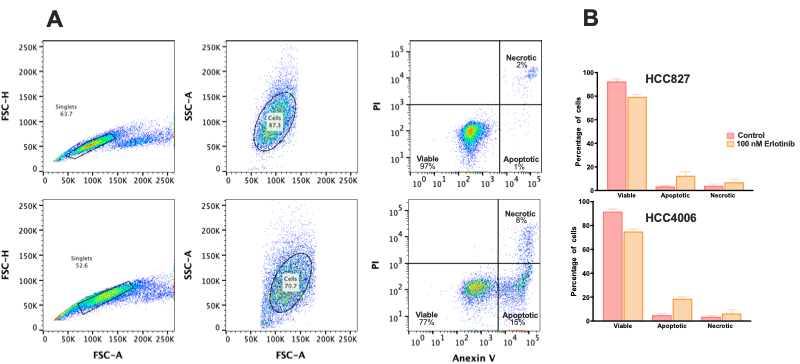 A
B
250K
200K
150K
100K
50K
0
FSC-H
Singlets
63.7
0 50K 100K 150K 200K 250K
250K
200K
150K
100K
50K
0
SSC-A
Cells
87.3
0 50K 100K 150K 200K 250K
10^5
10^4
10^3
10^2
10^1
PI
Necrotic
2%
Viable
97%
Apoptotic
1%
10^0 10^1 10^2 10^3 10^4 10^5
250K
200K
150K
100K
50K
0
FSC-H
Singlets
52.6
0 50K 100K 150K 200K 250K
FSC-A
250K
200K
150K
100K
50K
0
SSC-A
Cells
70.7
0 50K 100K 150K 200K 250K
FSC-A
10^5
10^4
10^3
10^2
10^1
PI
Necrotic
8%
Viable
77%
Apoptotic
15%
10^0 10^1 10^2 10^3 10^4 10^5
Anexin V
HCC827
Percentage of cells
100
80
60
40
20
0
Viable Apoptotic Necrotic
Control
100 nM Erlotinib
HCC4006
Percentage of cells
100
80
60
40
20
0
Viable Apoptotic Necrotic